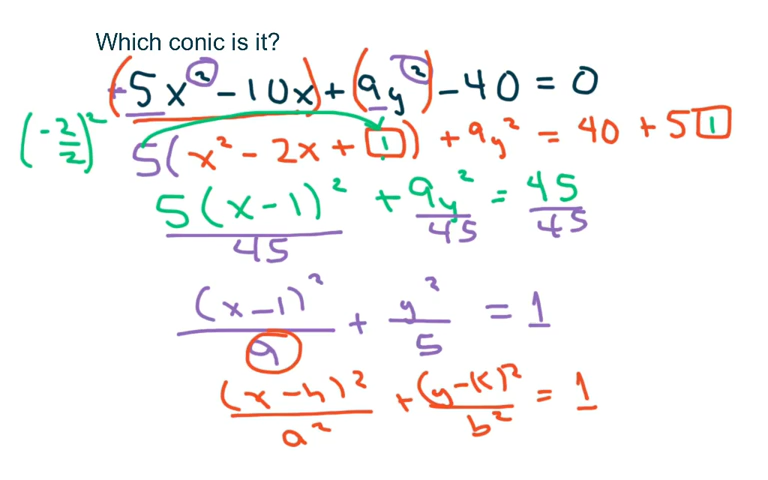 Which conic is it?
(+5x² - 10x) + (9y²) - 40 = 0
(-2/2)² 5(x² - 2x + 1) + 9y² = 40 + 5 1
5(x-1)²/45 + 9y²/45 = 45/45
(x-1)²/9 + y²/5 = 1
(x-h)²/a² + (y-k)²/b² = 1